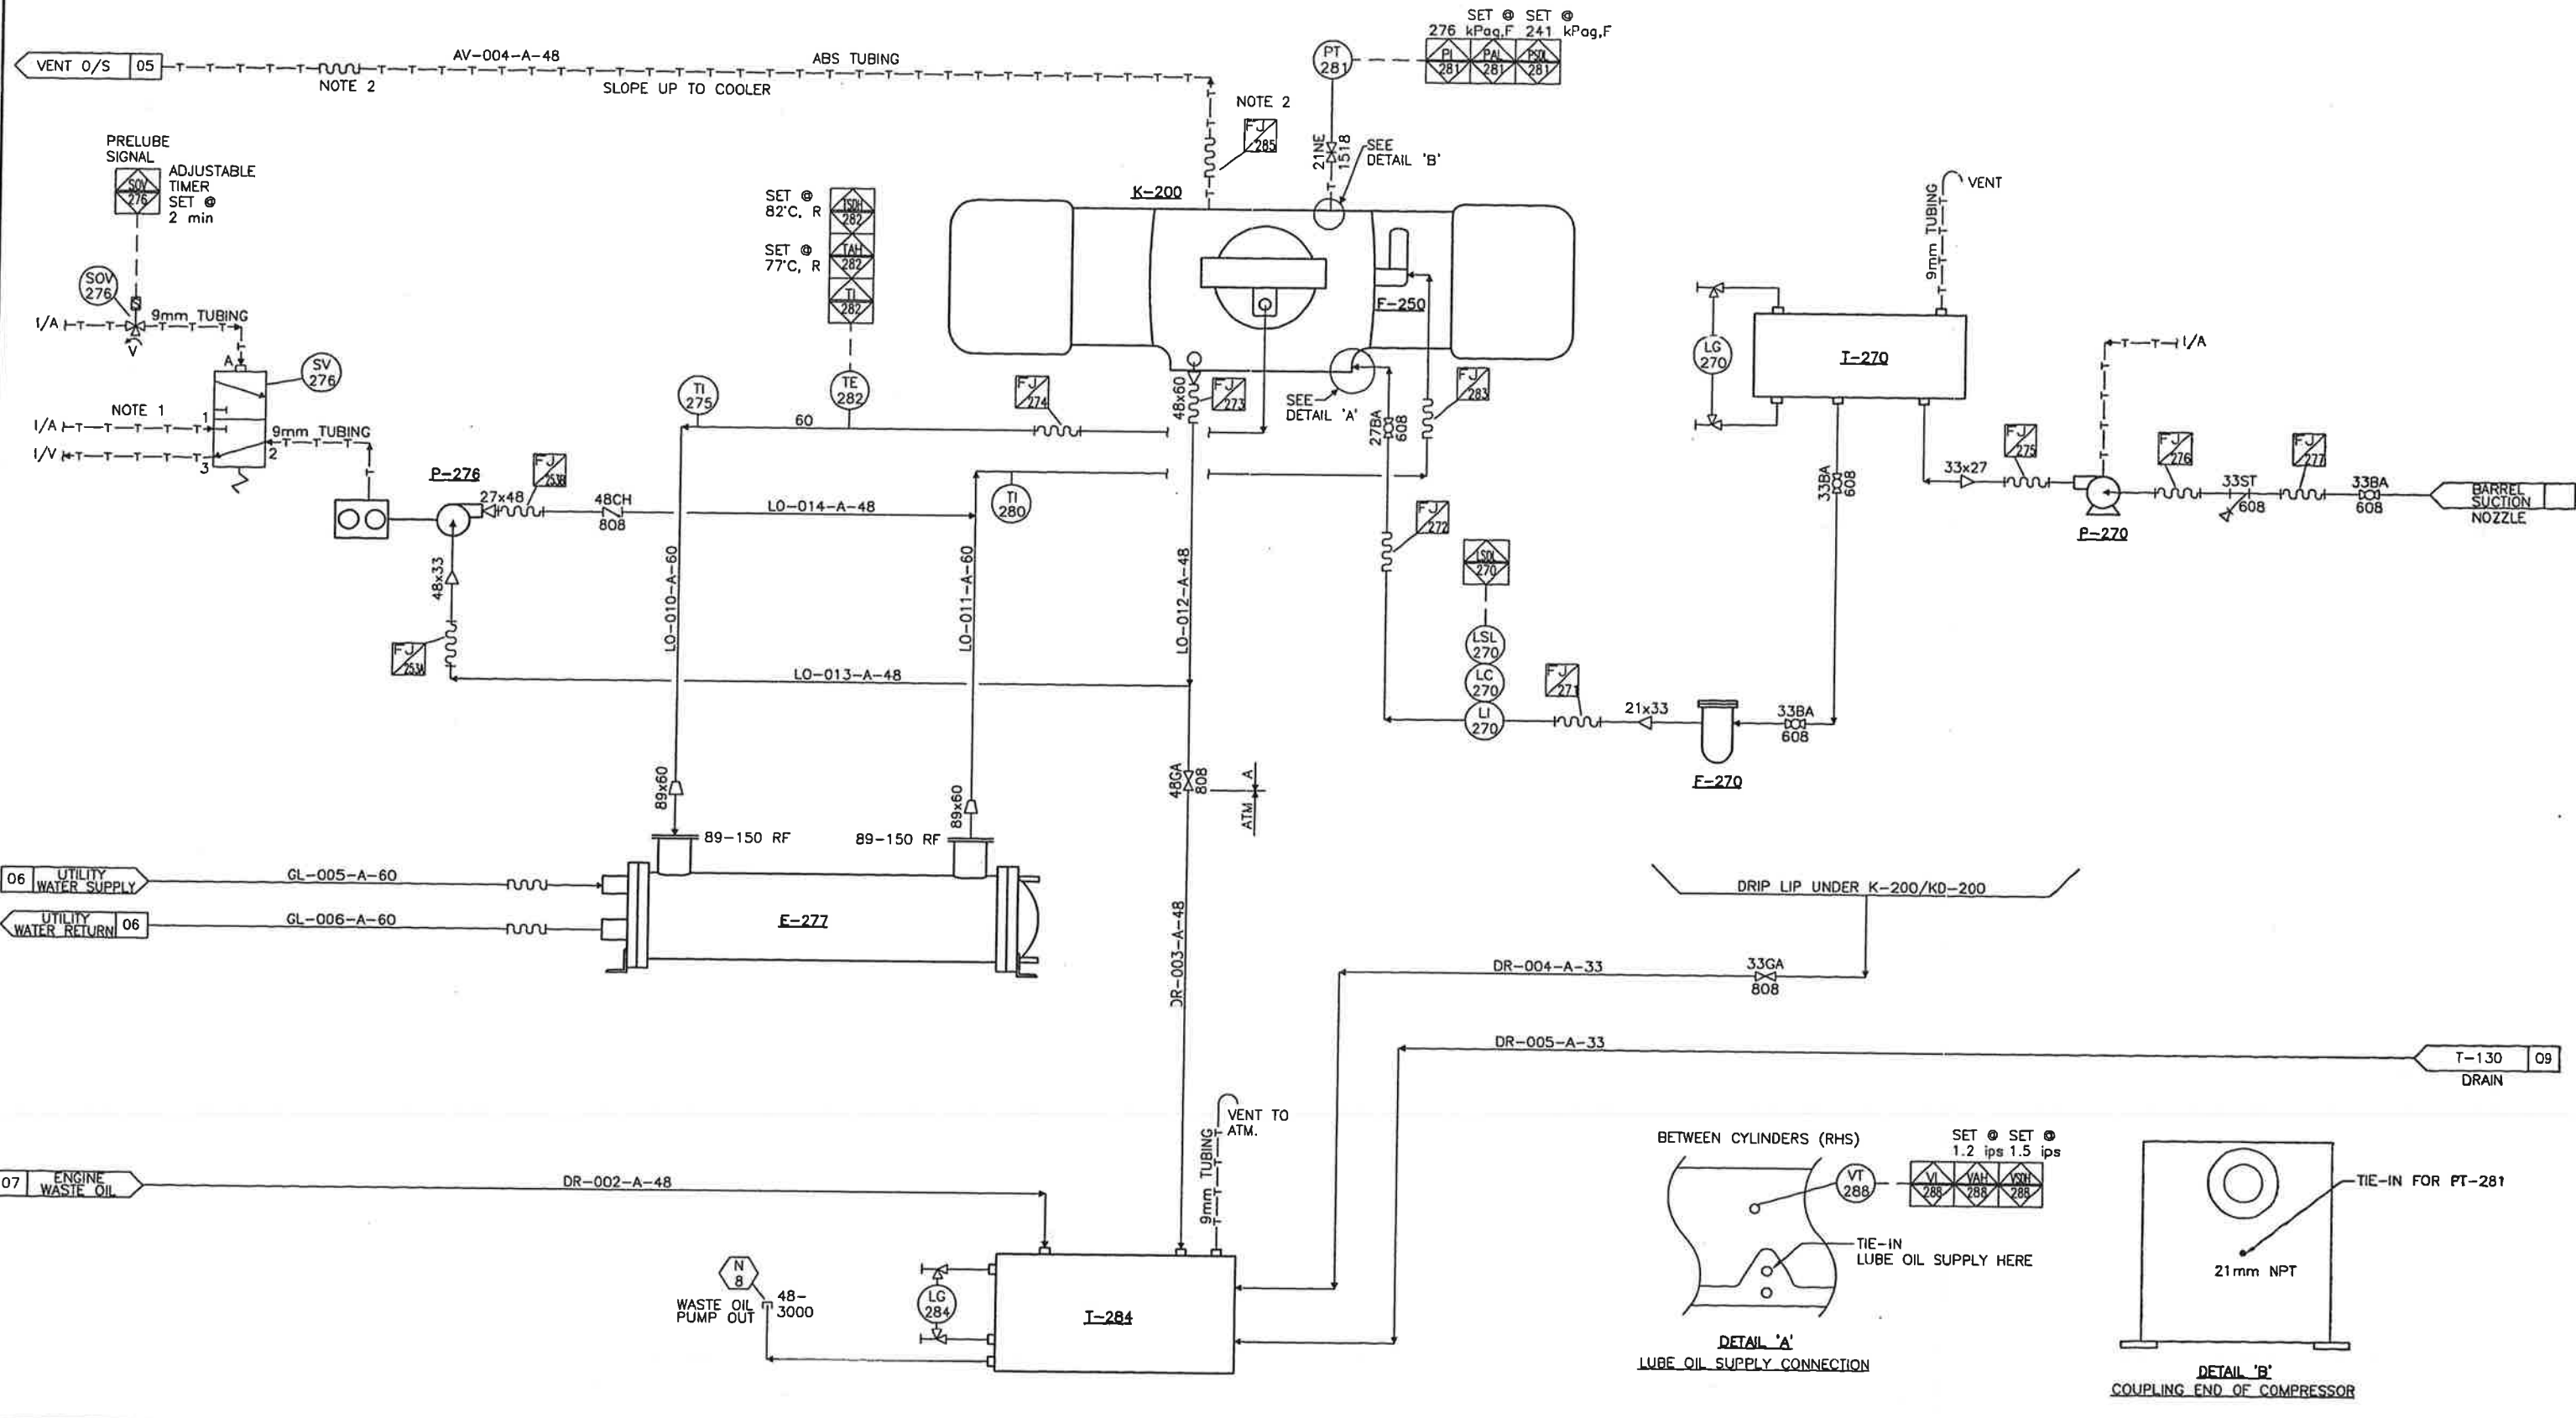 SET @ SET @
276 kPag,F 241 kPag,F
PT
281
PI
281
PAL
281
PSDL
281
VENT O/S 05
AV-004-A-48
ABS TUBING
NOTE 2
SLOPE UP TO COOLER
NOTE 2
FJ
285
21NE
1518
SEE
DETAIL 'B'
PRELUBE
SIGNAL
SOV
276
ADJUSTABLE
TIMER
SET @
2 min
SOV
276
S
I/A
9mm TUBING
V
A
SV
276
NOTE 1
I/A
1
I/V
3
2
9mm TUBING
SET @
82°C, R
TSDH
282
SET @
77°C, R
TAH
282
TI
282
TE
282
TI
275
60
FJ
274
K-200
F-250
48x60
FJ
273
SEE
DETAIL 'A'
27BA
608
FJ
283
9mm TUBING
VENT
LG
270
T-270
I/A
33BA
608
33x27
FJ
275
P-270
FJ
276
33ST
608
FJ
277
33BA
608
BARREL
SUCTION
NOZZLE
P-276
27x48
FJ
253B
48CH
808
LO-014-A-48
TI
280
48x33
FJ
253A
LO-010-A-60
LO-011-A-60
LO-012-A-48
LO-013-A-48
FJ
272
LSDL
270
LSL
270
LC
270
LI
270
FJ
271
21x33
F-270
33BA
608
48GA
808
A
ATM
89x60
89x60
89-150 RF
89-150 RF
06 UTILITY
WATER SUPPLY
GL-005-A-60
UTILITY
WATER RETURN 06
GL-006-A-60
E-277
DR-003-A-48
DRIP LIP UNDER K-200/KD-200
DR-004-A-33
33GA
808
DR-005-A-33
T-130 09
DRAIN
VENT TO
ATM.
9mm TUBING
07 ENGINE
WASTE OIL
DR-002-A-48
N
8
WASTE OIL
PUMP OUT
48-
3000
LG
284
T-284
BETWEEN CYLINDERS (RHS)
SET @ SET @
1.2 ips 1.5 ips
VT
288
VI
288
VAH
288
VSDH
288
TIE-IN
LUBE OIL SUPPLY HERE
DETAIL 'A'
LUBE OIL SUPPLY CONNECTION
TIE-IN FOR PT-281
21mm NPT
DETAIL 'B'
COUPLING END OF COMPRESSOR